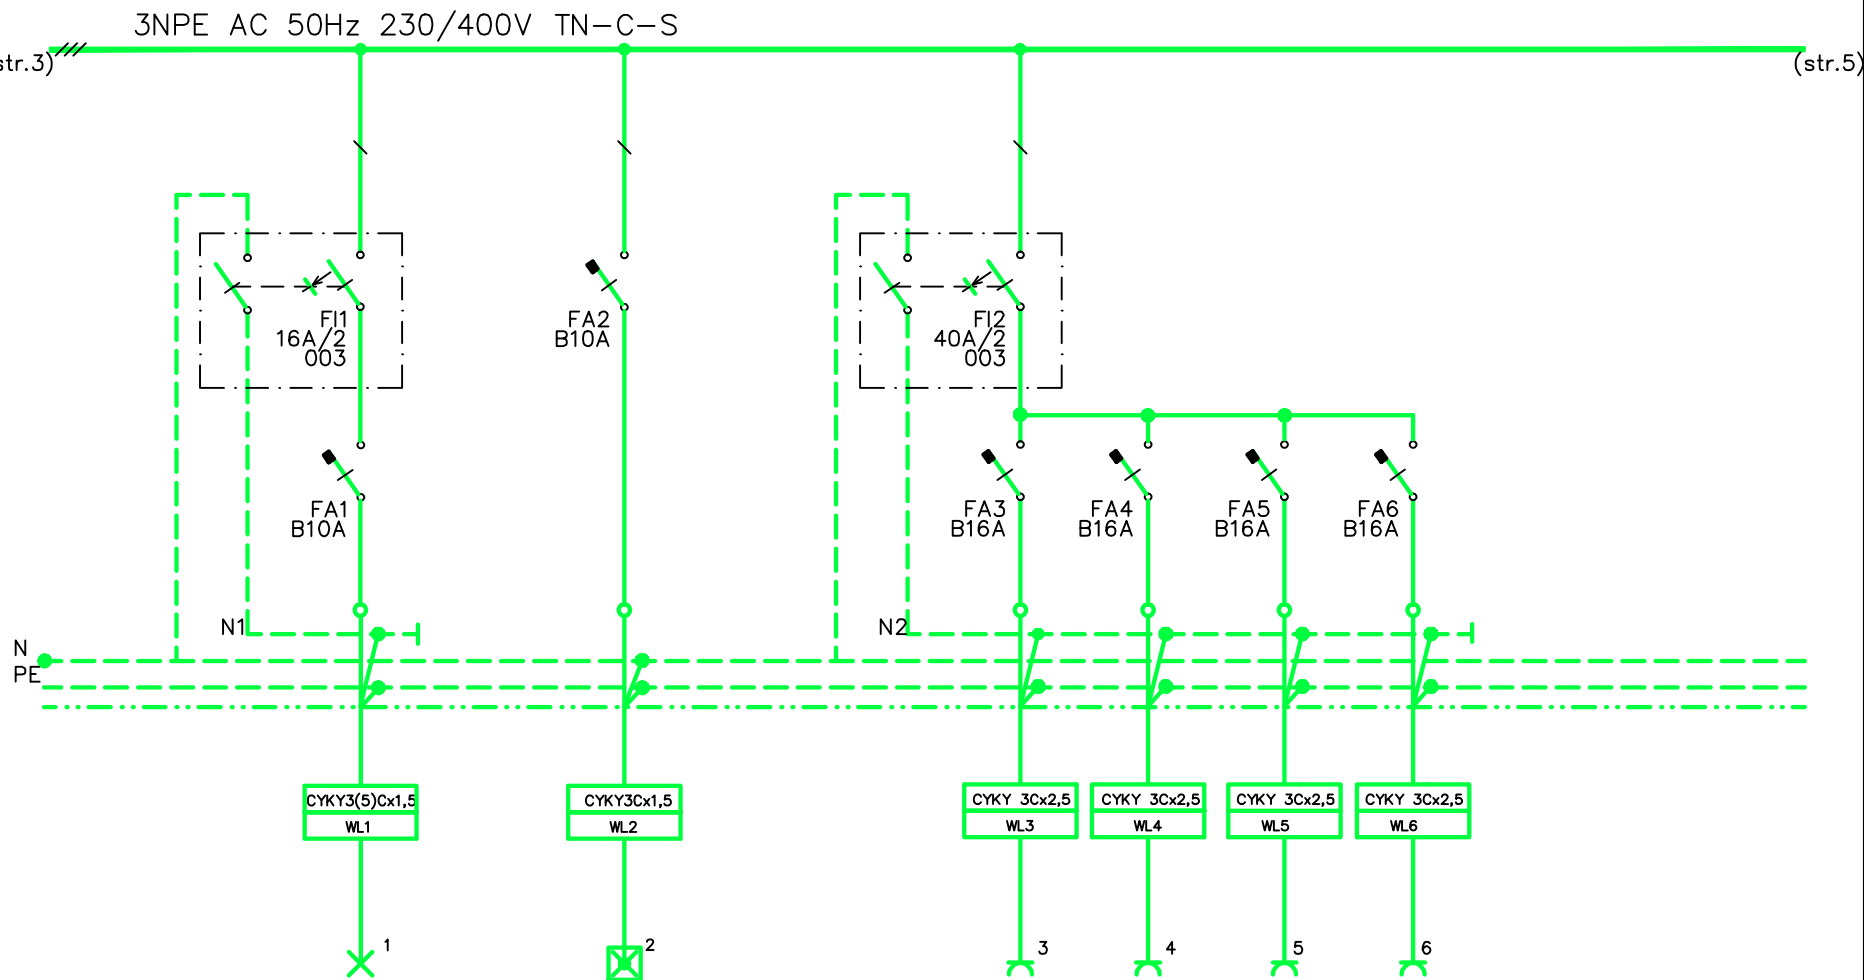 3NPE AC 50Hz 230/400V TN-C-S
str.3)
(str.5)
FI1
16A/2
003
FA2
B10A
FI2
40A/2
003
FA1
B10A
FA3
B16A
FA4
B16A
FA5
B16A
FA6
B16A
N1
N2
N
PE
CYKY3(5)Cx1,5
WL1
CYKY3Cx1,5
WL2
CYKY 3Cx2,5
WL3
CYKY 3Cx2,5
WL4
CYKY 3Cx2,5
WL5
CYKY 3Cx2,5
WL6
1
2
3
4
5
6